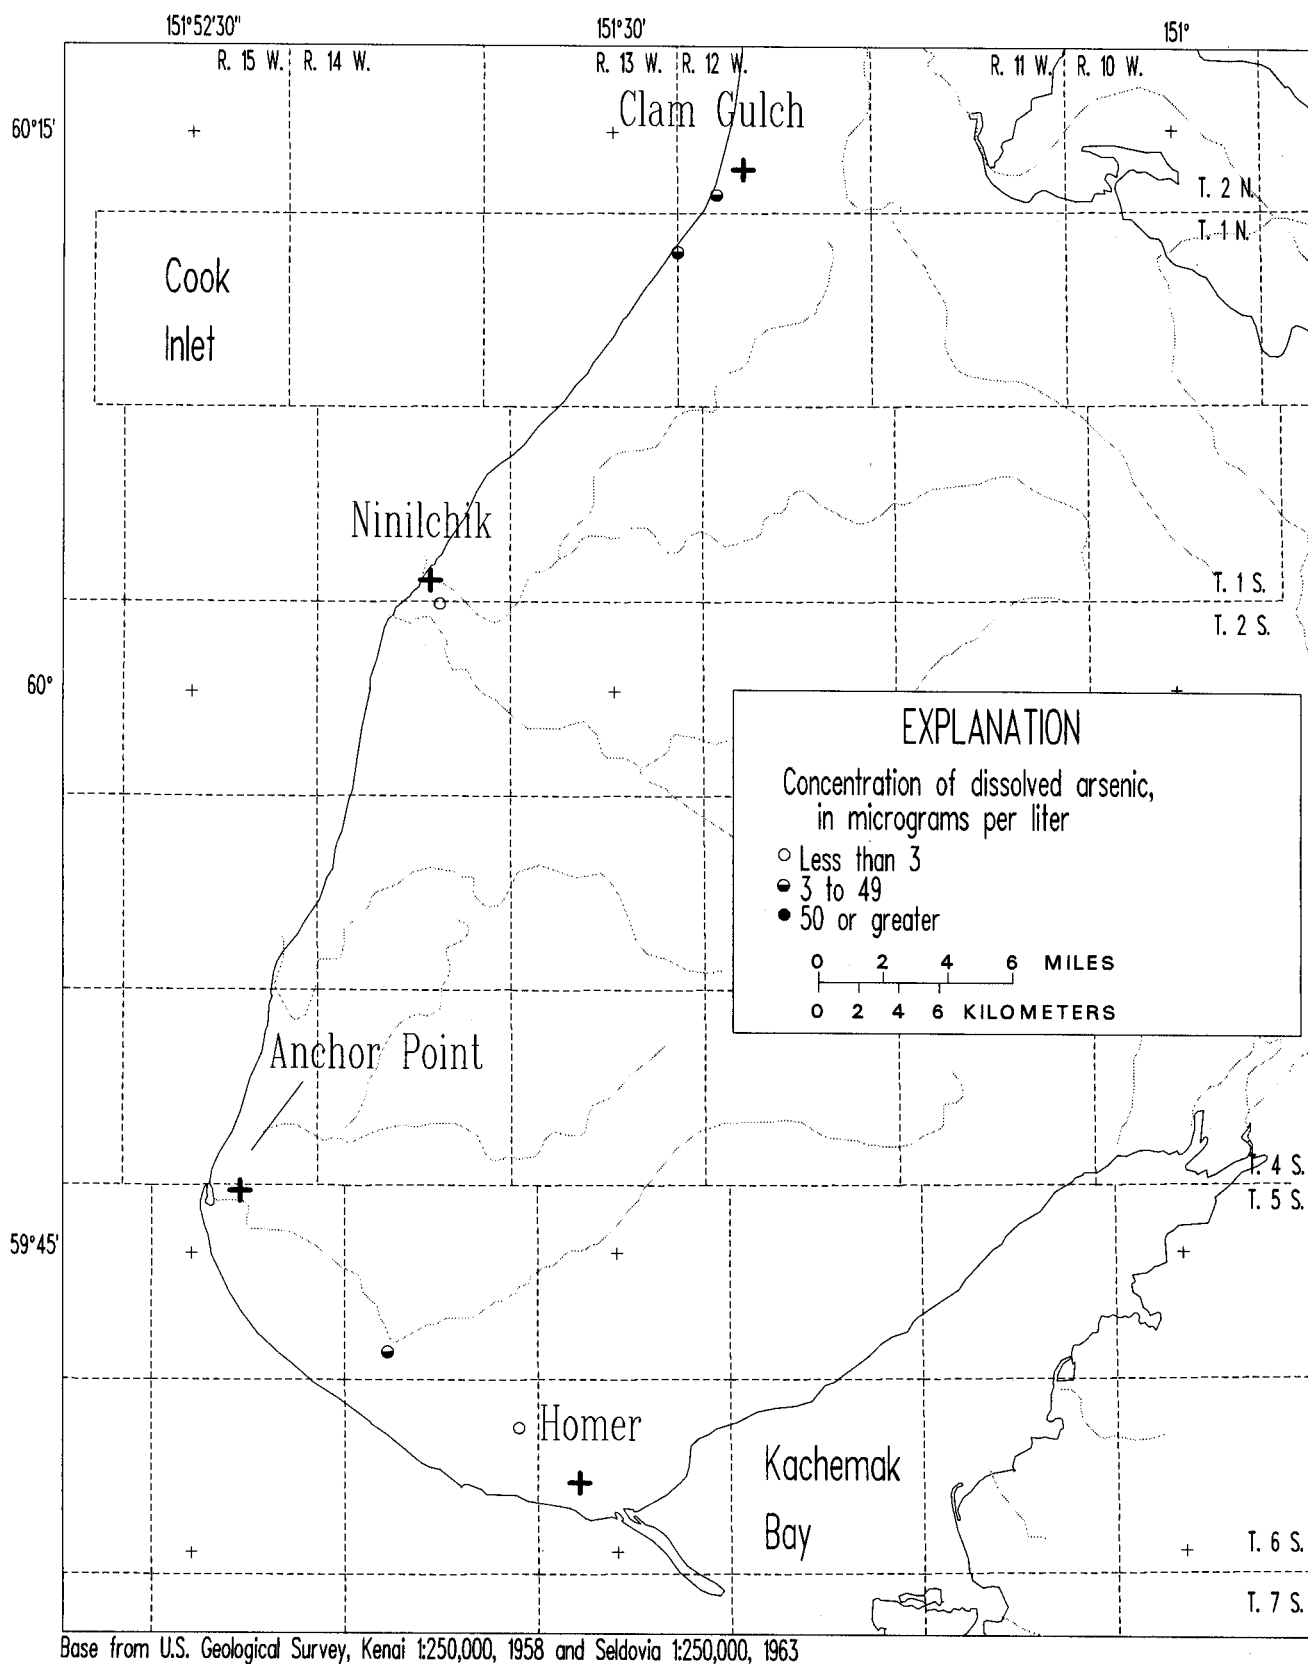 151°52'30"
151°30'
151°
R. 15 W. R. 14 W.
R. 13 W. R. 12 W.
R. 11 W. R. 10 W.
Clam Gulch
60°15'
T. 2 N.
T. 1 N.
Cook
Inlet
Ninilchik
T. 1 S.
T. 2 S.
60°
EXPLANATION
Concentration of dissolved arsenic,
in micrograms per liter
Less than 3
3 to 49
50 or greater
0 2 4 6 MILES
0 2 4 6 KILOMETERS
Anchor Point
T. 4 S.
T. 5 S.
59°45'
Homer
Kachemak
Bay
T. 6 S.
T. 7 S.
Base from U.S. Geological Survey, Kenai 1:250,000, 1958 and Seldovia 1:250,000, 1963